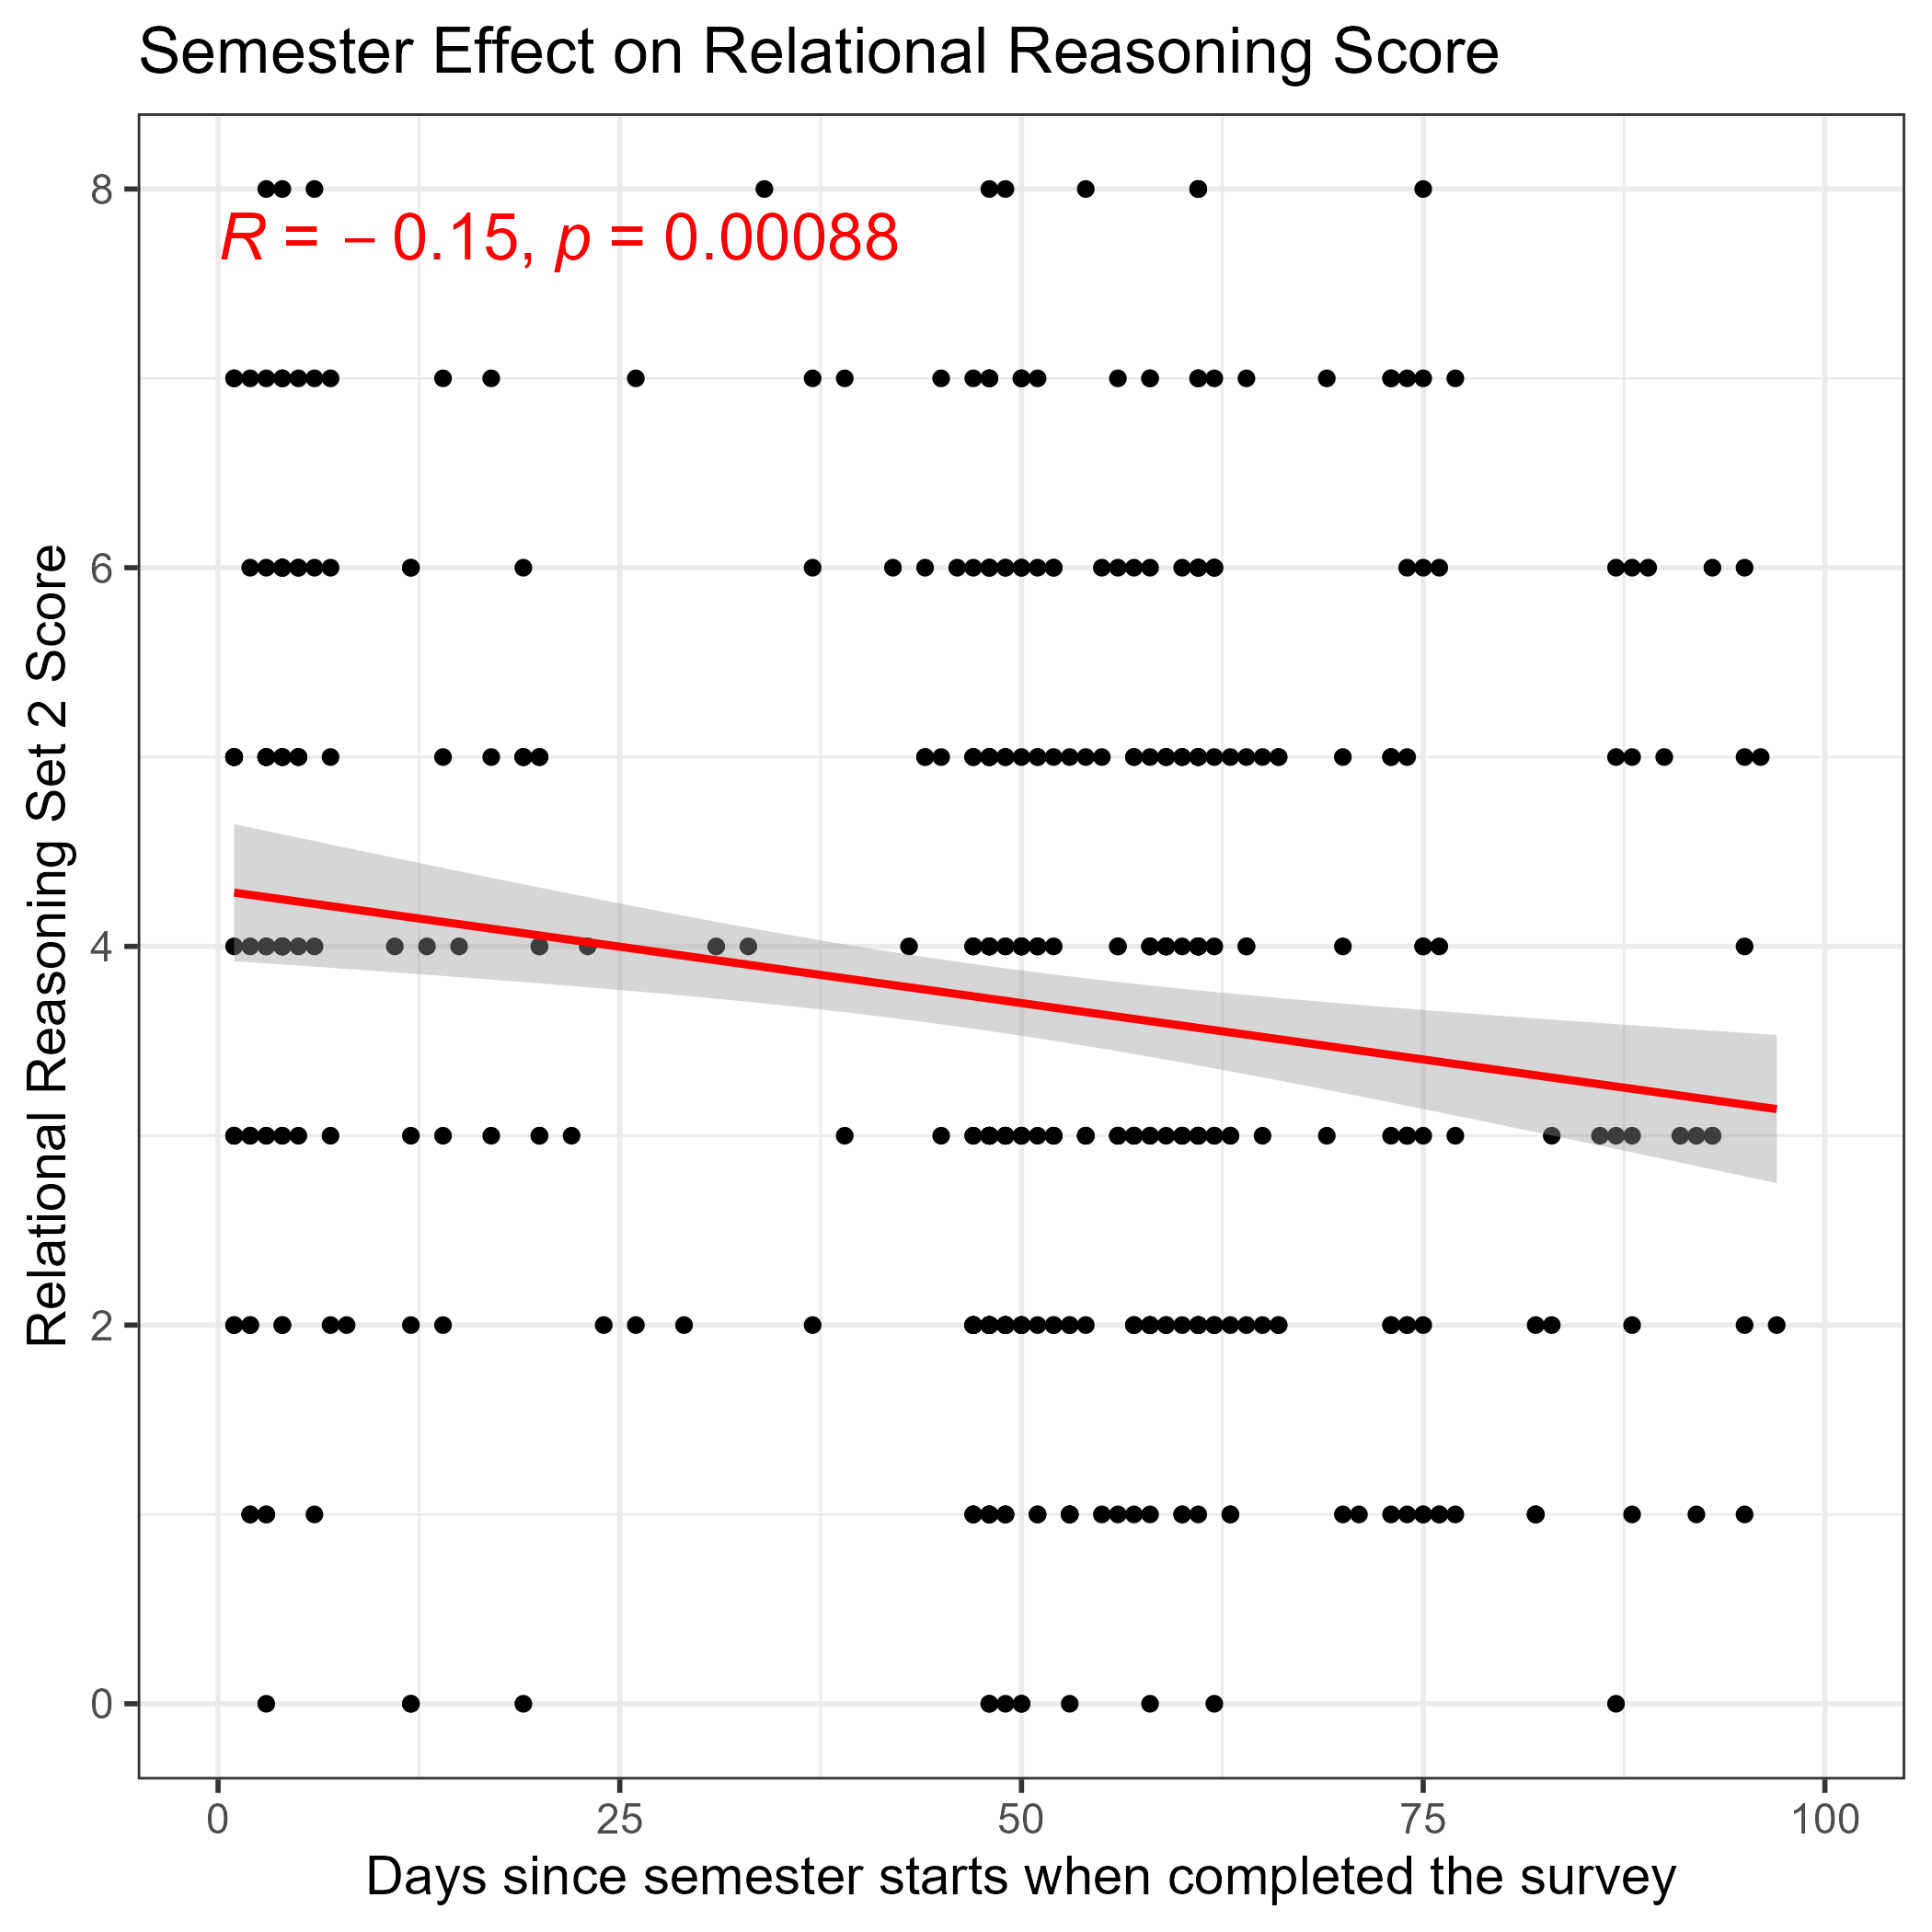 Semester Effect on Relational Reasoning Score
R = − 0.15, p = 0.00088
Relational Reasoning Set 2 Score
8
6
4
2
0
0 25 50 75 100
Days since semester starts when completed the survey